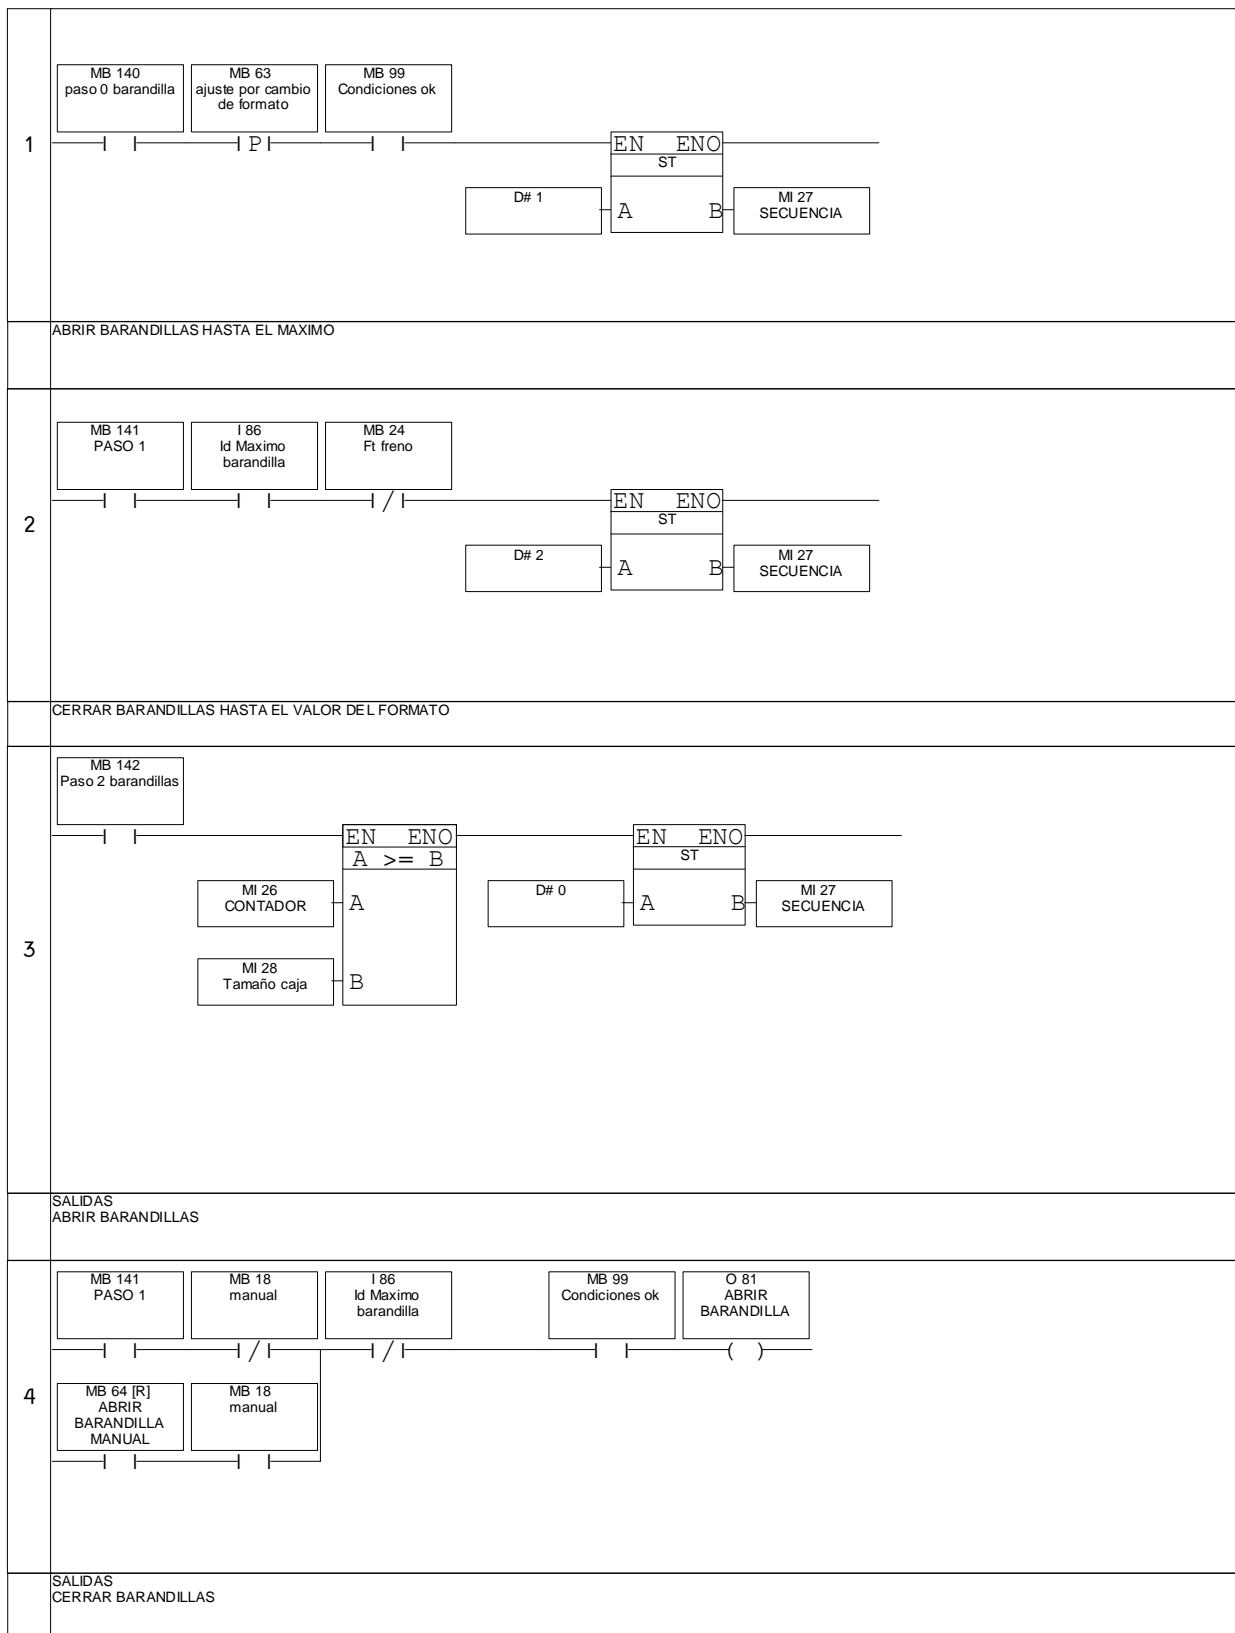 MB 140
paso 0 barandilla
MB 63
ajuste por cambio
de formato
MB 99
Condiciones ok
1
P
EN ENO
ST
D# 1
A B
MI 27
SECUENCIA
ABRIR BARANDILLAS HASTA EL MAXIMO
MB 141
PASO 1
I 86
Id Maximo
barandilla
MB 24
Ft freno
2
/
EN ENO
ST
D# 2
A B
MI 27
SECUENCIA
CERRAR BARANDILLAS HASTA EL VALOR DEL FORMATO
MB 142
Paso 2 barandillas
EN ENO
A >= B
MI 26
CONTADOR
A
MI 28
Tamaño caja
B
EN ENO
ST
D# 0
A B
MI 27
SECUENCIA
3
SALIDAS
ABRIR BARANDILLAS
MB 141
PASO 1
MB 18
manual
I 86
Id Maximo
barandilla
MB 99
Condiciones ok
O 81
ABRIR
BARANDILLA
/
/
( )
4
MB 64 [R]
ABRIR
BARANDILLA
MANUAL
MB 18
manual
SALIDAS
CERRAR BARANDILLAS